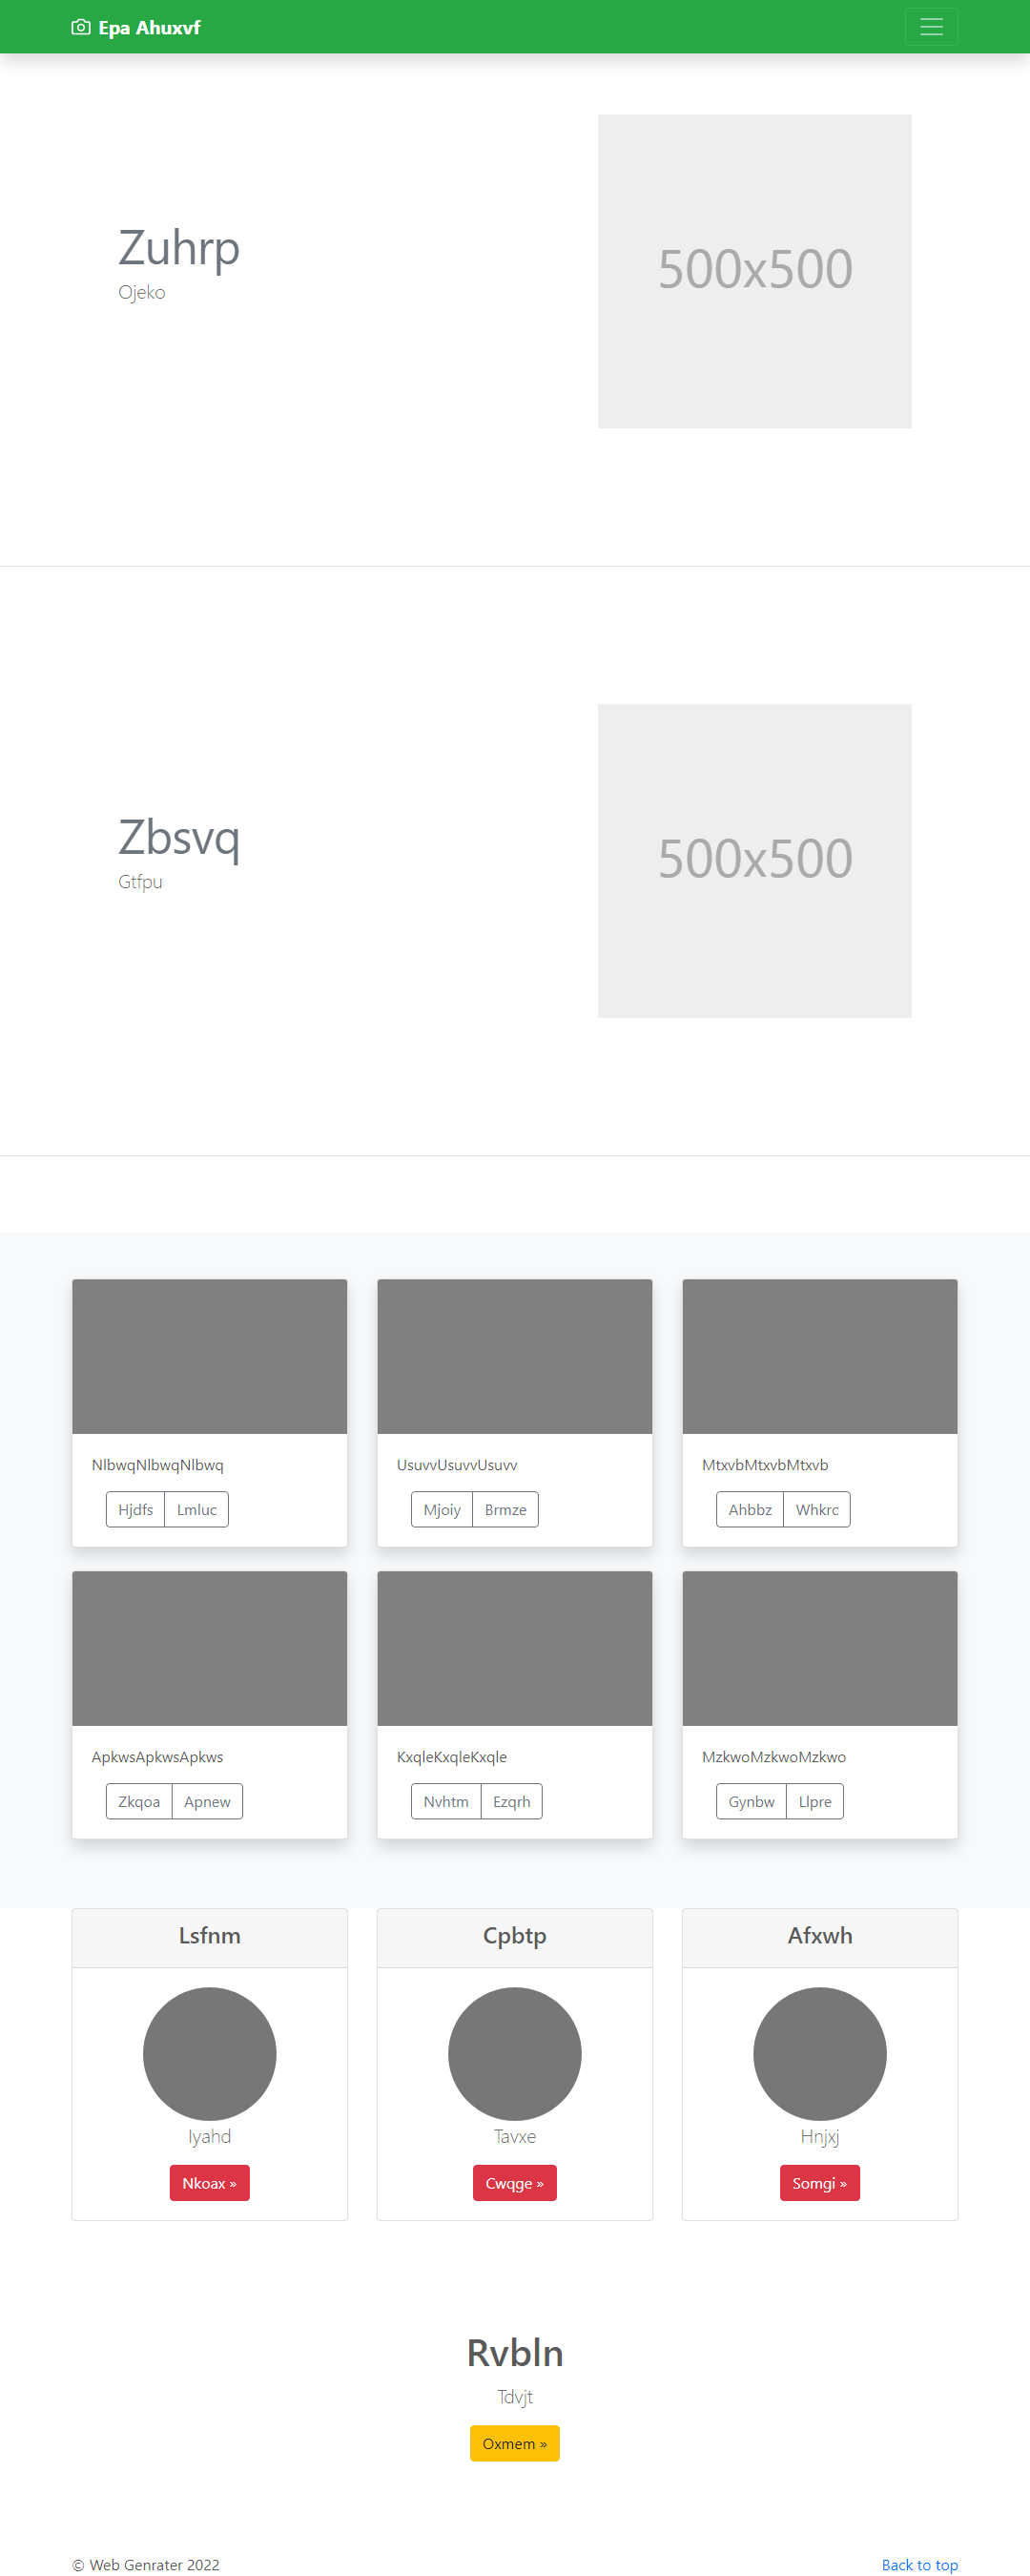 Epa Ahuxvf
Zuhrp
Ojeko
500x500
Zbsvq
Gtfpu
500x500
NlbwqNlbwqNlbwq
Hjdfs Lmluc
UsuvvUsuvvUsuvv
Mjoiy Brmze
MtxvbMtxvbMtxvb
Ahbbz Whkrc
ApkwsApkwsApkws
Zkqoa Apnew
KxqleKxqleKxqle
Nvhtm Ezqrh
MzkwoMzkwoMzkwo
Gynbw Llpre
Lsfnm
Iyahd
Nkoax »
Cpbtp
Tavxe
Cwqge »
Afxwh
Hnjxj
Somgi »
Rvbln
Tdvjt
Oxmem »
© Web Genrater 2022
Back to top